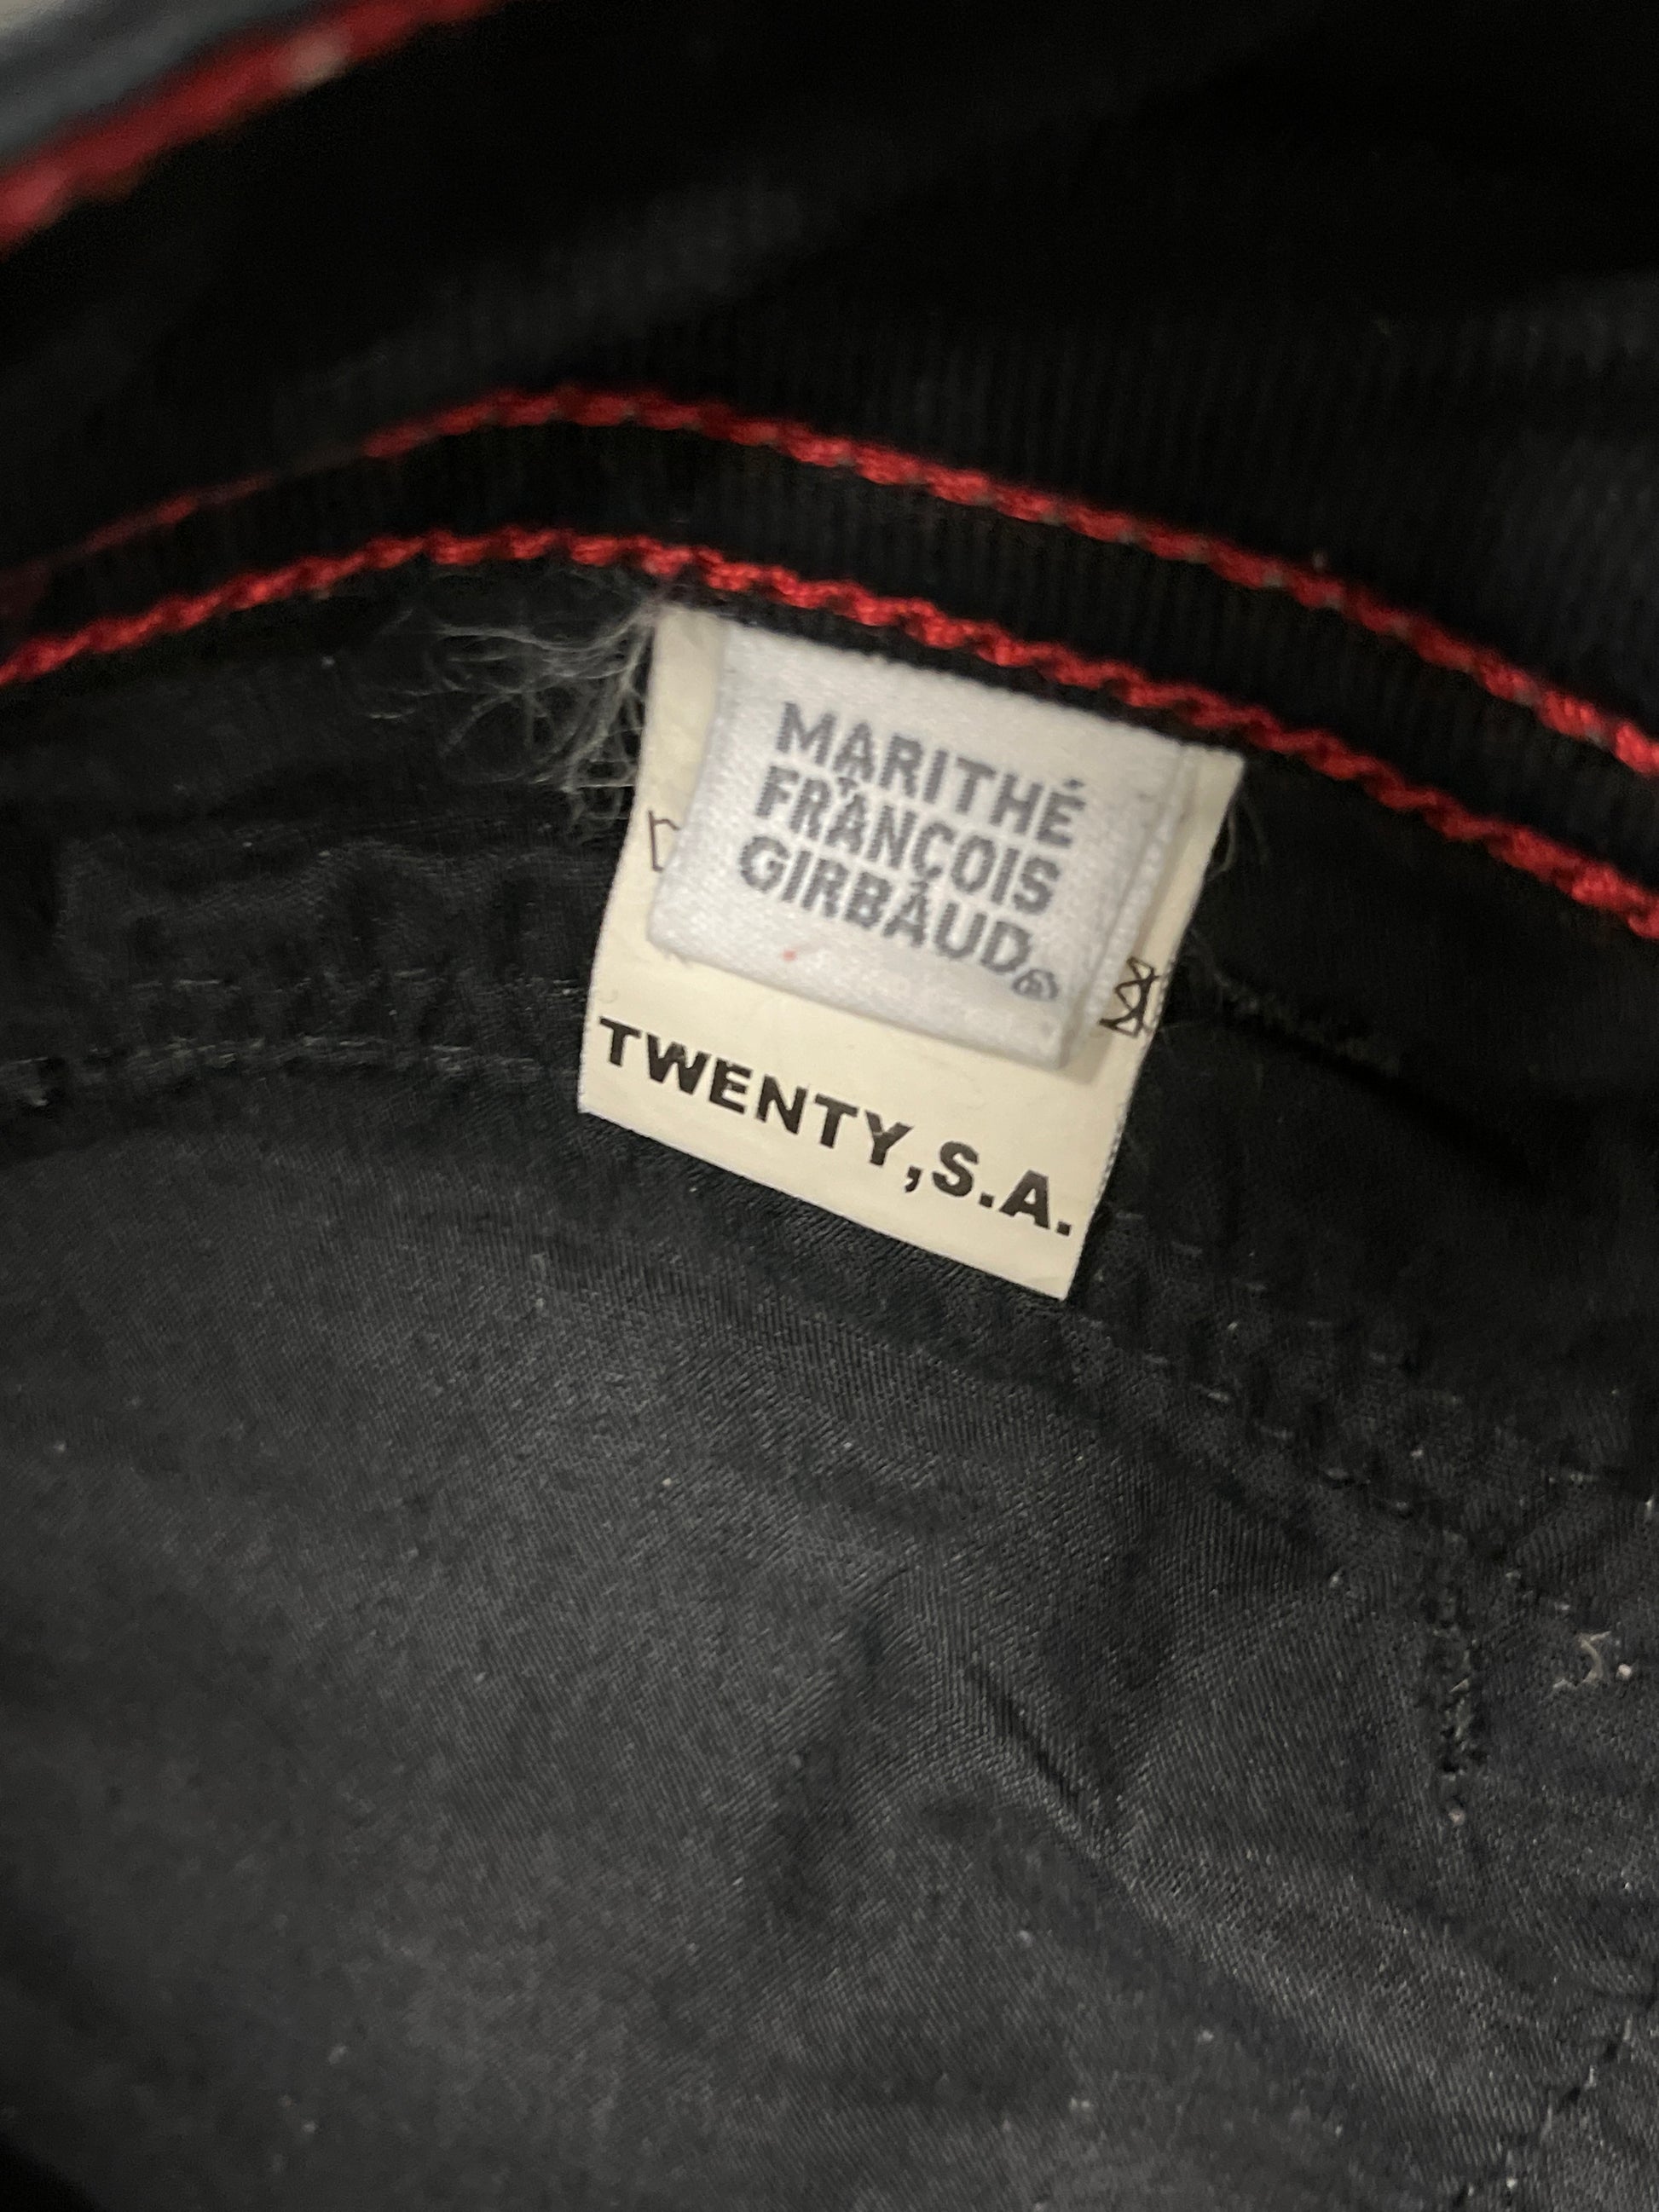 MARITHÉ
+
FRANÇOIS
GIRBAUD®
TWENTY,S.A.